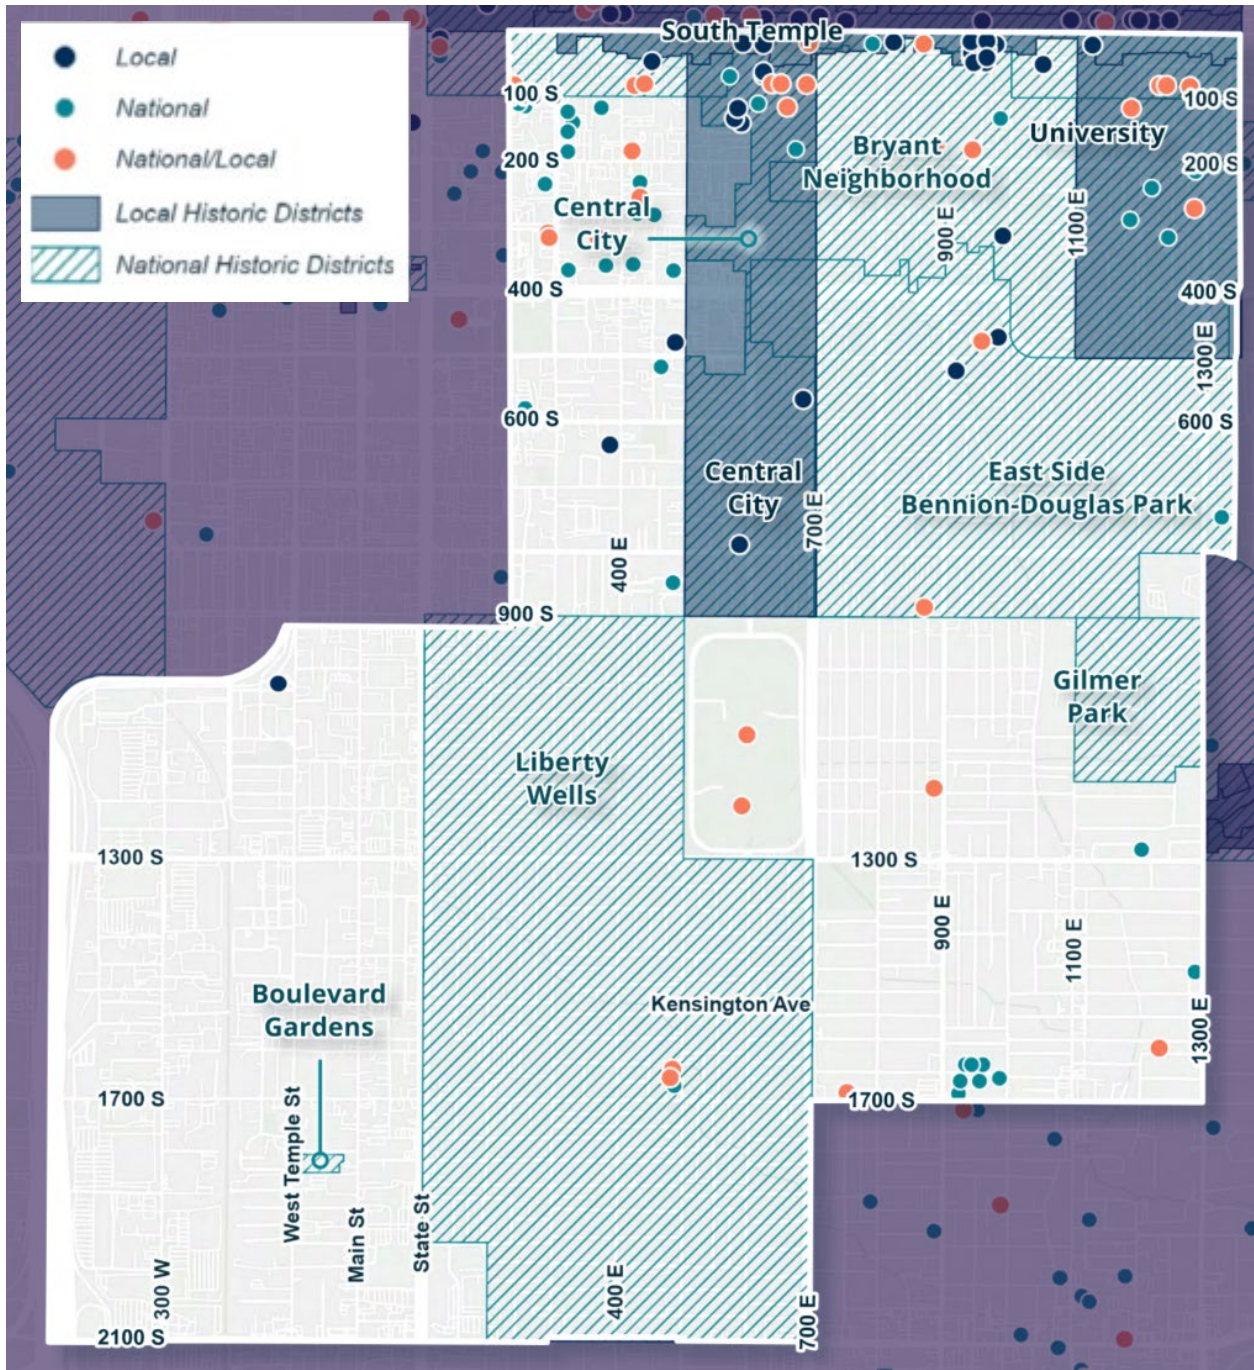 Local
National
National/Local
Local Historic Districts
National Historic Districts
South Temple
100 S
100 S
University
Bryant
Neighborhood
200 S
200 S
Central
City
900 E
1100 E
400 S
400 S
1300 E
600 S
600 S
Central
City
East Side
Bennion-Douglas Park
700 E
400 E
900 S
Gilmer
Park
Liberty
Wells
1300 S
1300 S
900 E
1100 E
Boulevard
Gardens
Kensington Ave
1300 E
1700 S
1700 S
West Temple St
Main St
State St
300 W
400 E
700 E
2100 S